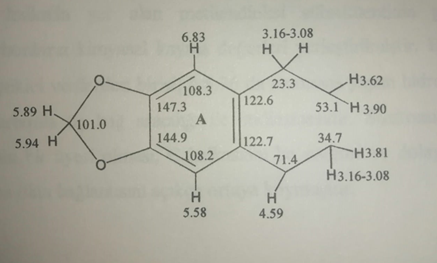 6.83
H
3.16-3.08
H H
O
108.3
23.3
H3.62
5.89 H
147.3
122.6
53.1
H 3.90
101.0
A
5.94 H
144.9
122.7
34.7
H3.81
O
108.2
71.4
H3.16-3.08
H
5.58
H
4.59